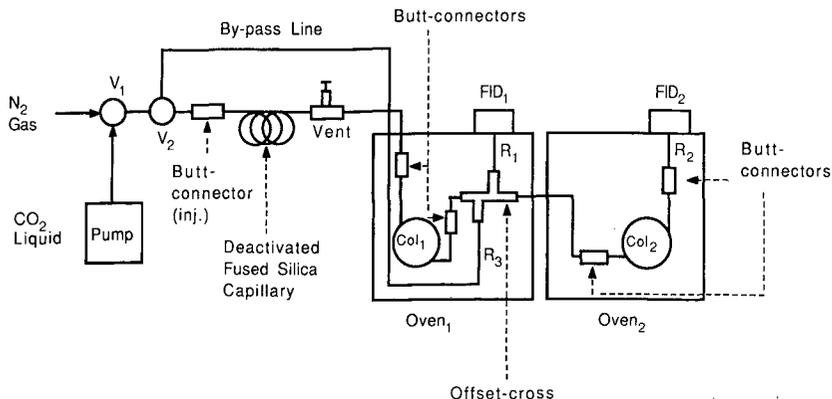 Butt-connectors
By-pass Line
V1
N2
Gas
V2
Vent
FID1
FID2
R1
R2
Butt-
connectors
Butt-
connector
(inj.)
CO2
Liquid
Pump
Deactivated
Fused Silica
Capillary
Col1
R3
Col2
Oven1
Oven2
Offset-cross